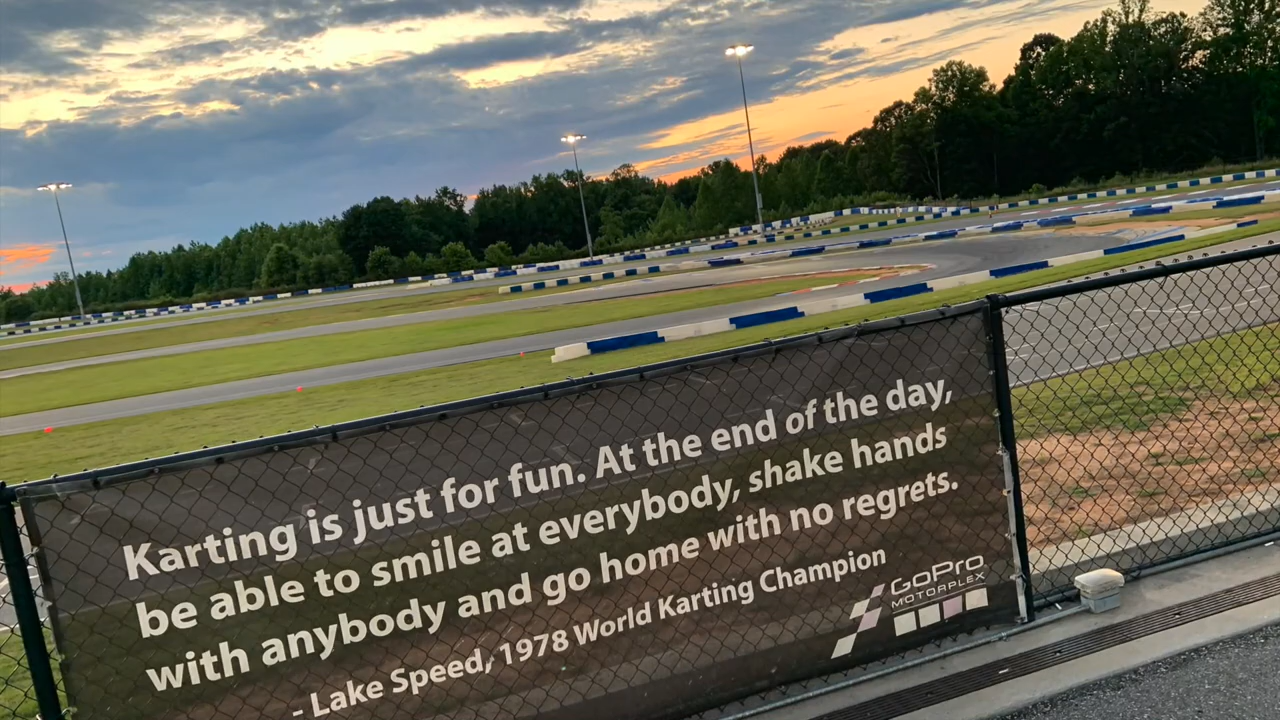 Karting is just for fun. At the end of the day,
be able to smile at everybody, shake hands
with anybody and go home with no regrets.
- Lake Speed, 1978 World Karting Champion
GoPro
MOTORPLEX